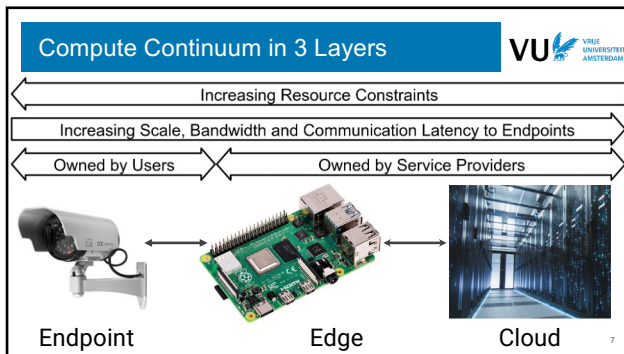 Compute Continuum in 3 Layers
VU
VRIJE
UNIVERSITEIT
AMSTERDAM
Increasing Resource Constraints
Increasing Scale, Bandwidth and Communication Latency to Endpoints
Owned by Users
Owned by Service Providers
Endpoint
Edge
Cloud
7